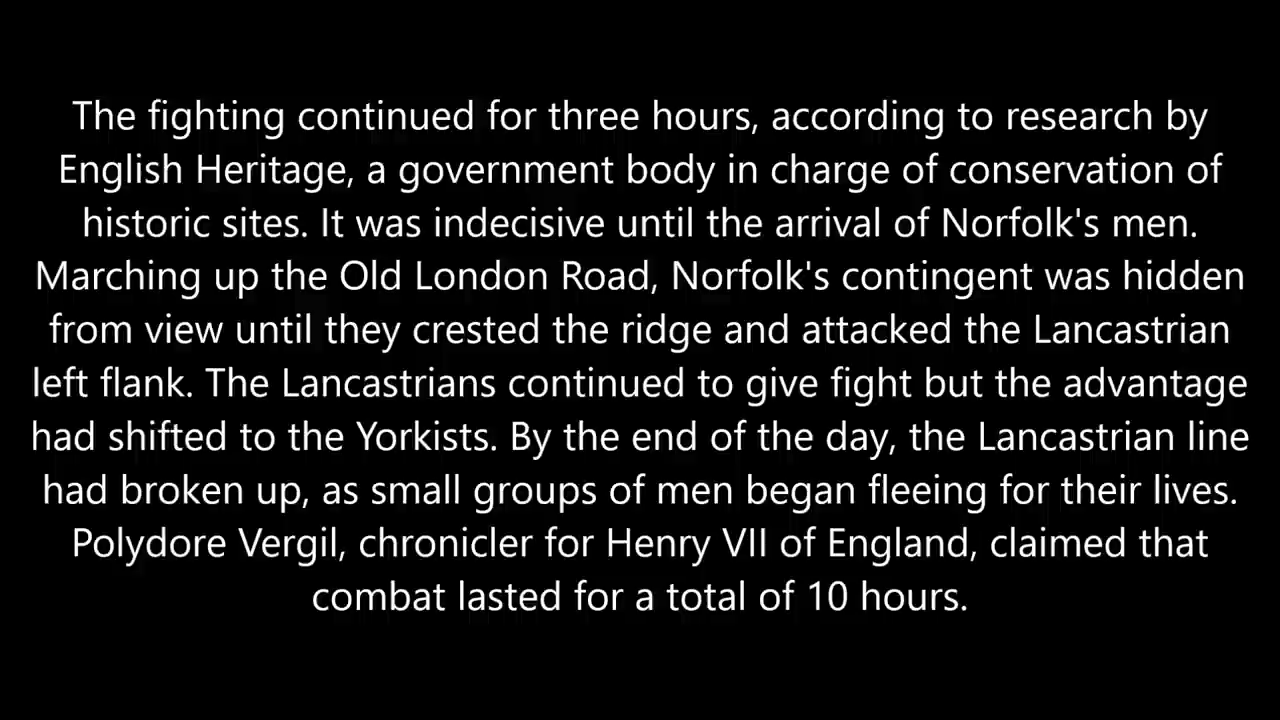 The fighting continued for three hours, according to research by
English Heritage, a government body in charge of conservation of
historic sites. It was indecisive until the arrival of Norfolk's men.
Marching up the Old London Road, Norfolk's contingent was hidden
from view until they crested the ridge and attacked the Lancastrian
left flank. The Lancastrians continued to give fight but the advantage
had shifted to the Yorkists. By the end of the day, the Lancastrian line
had broken up, as small groups of men began fleeing for their lives.
Polydore Vergil, chronicler for Henry VII of England, claimed that
combat lasted for a total of 10 hours.